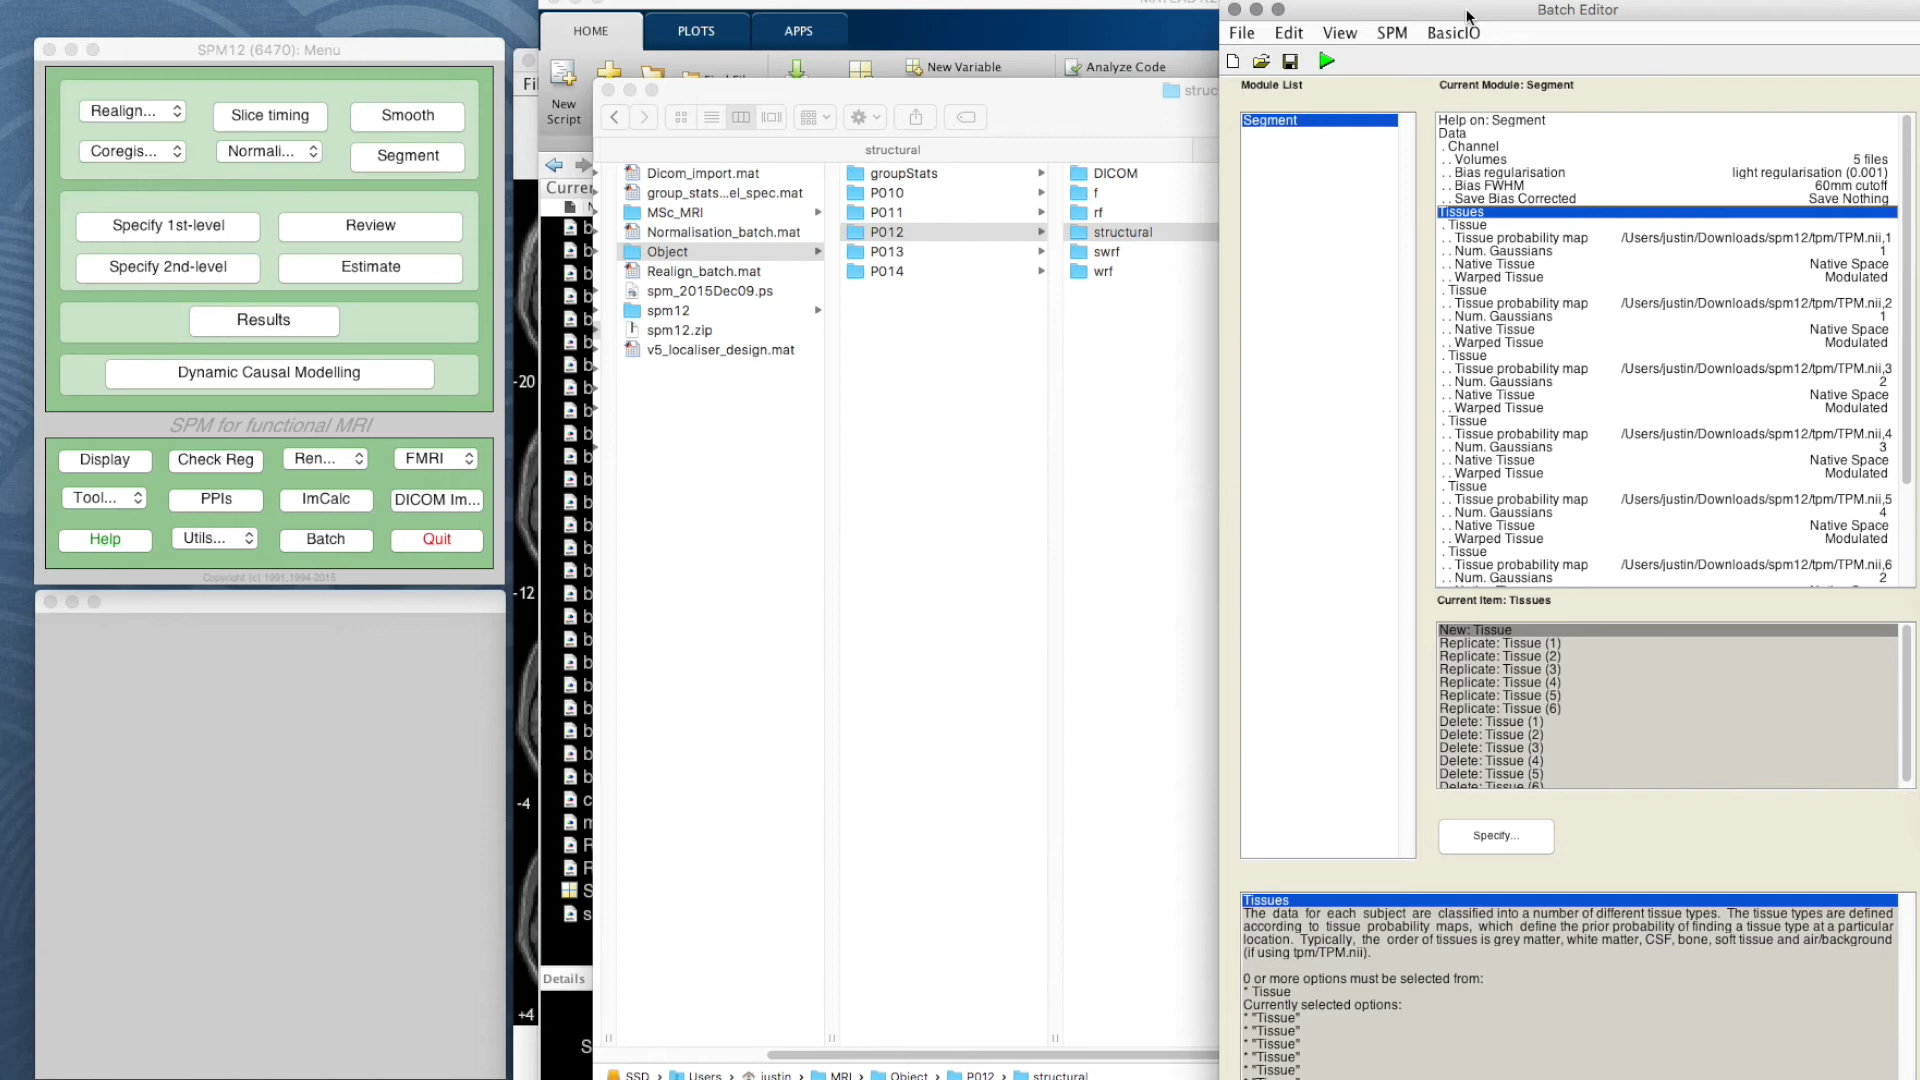 SPM12 (6470): Menu
Realign...
Slice timing
Smooth
Coregis...
Normali...
Segment
Specify 1st-level
Review
Specify 2nd-level
Estimate
Results
Dynamic Causal Modelling
SPM for functional MRI
Display
Check Reg
Ren...
FMRI
Tool...
PPIs
ImCalc
DICOM Im...
Help
Utils...
Batch
Quit
Copyright (c) 1991,1994-2015
-20
-12
-4
+4
HOME
PLOTS
APPS
New Variable
Analyze Code
New
Script
Details
structural
Dicom_import.mat
group_stats...el_spec.mat
MSc_MRI
Normalisation_batch.mat
Object
Realign_batch.mat
spm_2015Dec09.ps
spm12
spm12.zip
v5_localiser_design.mat
groupStats
P010
P011
P012
P013
P014
DICOM
f
rf
structural
swrf
wrf
SSD › Users › justin › MRI › Object › P012 › structural
Batch Editor
File Edit View SPM BasicIO
Module List
Current Module: Segment
Segment
Help on: Segment
Data
. Channel
. . Volumes 5 files
. . Bias regularisation light regularisation (0.001)
. . Bias FWHM 60mm cutoff
. . Save Bias Corrected Save Nothing
Tissues
. Tissue
. . Tissue probability map /Users/justin/Downloads/spm12/tpm/TPM.nii,1
. . Num. Gaussians 1
. . Native Tissue Native Space
. . Warped Tissue Modulated
. Tissue
. . Tissue probability map /Users/justin/Downloads/spm12/tpm/TPM.nii,2
. . Num. Gaussians 1
. . Native Tissue Native Space
. . Warped Tissue Modulated
. Tissue
. . Tissue probability map /Users/justin/Downloads/spm12/tpm/TPM.nii,3
. . Num. Gaussians 2
. . Native Tissue Native Space
. . Warped Tissue Modulated
. Tissue
. . Tissue probability map /Users/justin/Downloads/spm12/tpm/TPM.nii,4
. . Num. Gaussians 3
. . Native Tissue Native Space
. . Warped Tissue Modulated
. Tissue
. . Tissue probability map /Users/justin/Downloads/spm12/tpm/TPM.nii,5
. . Num. Gaussians 4
. . Native Tissue Native Space
. . Warped Tissue Modulated
. Tissue
. . Tissue probability map /Users/justin/Downloads/spm12/tpm/TPM.nii,6
. . Num. Gaussians 2
Current Item: Tissues
New: Tissue
Replicate: Tissue (1)
Replicate: Tissue (2)
Replicate: Tissue (3)
Replicate: Tissue (4)
Replicate: Tissue (5)
Replicate: Tissue (6)
Delete: Tissue (1)
Delete: Tissue (2)
Delete: Tissue (3)
Delete: Tissue (4)
Delete: Tissue (5)
Delete: Tissue (6)
Specify...
Tissues
The data for each subject are classified into a number of different tissue types. The tissue types are defined
according to tissue probability maps, which define the prior probability of finding a tissue type at a particular
location. Typically, the order of tissues is grey matter, white matter, CSF, bone, soft tissue and air/background
(if using tpm/TPM.nii).
0 or more options must be selected from:
* Tissue
Currently selected options:
* "Tissue"
* "Tissue"
* "Tissue"
* "Tissue"
* "Tissue"